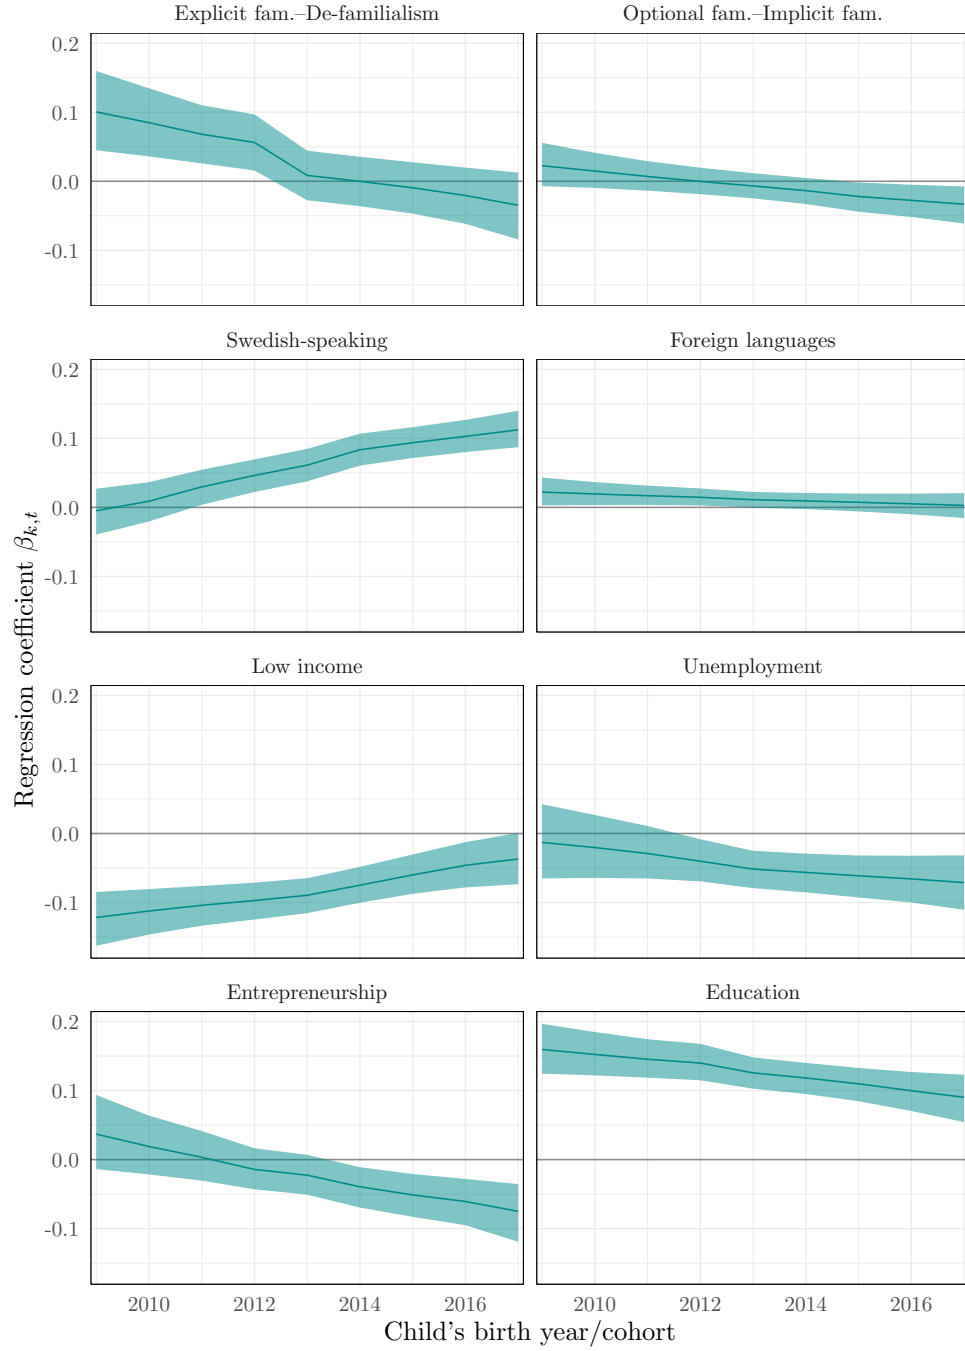 Explicit fam.–De-familialism
Optional fam.–Implicit fam.
0.2
0.1
0.0
-0.1
Swedish-speaking
Foreign languages
0.2
0.1
0.0
-0.1
Low income
Unemployment
0.2
0.1
0.0
-0.1
Entrepreneurship
Education
0.2
0.1
0.0
-0.1
2010 2012 2014 2016
2010 2012 2014 2016
Child's birth year/cohort
Regression coefficient βk,t